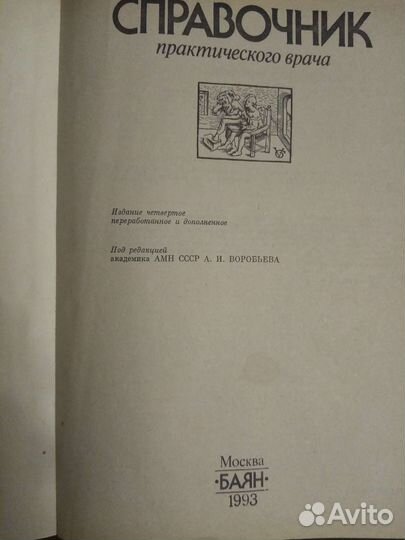 СПРАВОЧНИК
практического врача
Издание четвертое
переработанное и дополненное
Под редакцией
академика АМН СССР А. И. ВОРОБЬЕВА
Москва
·БАЯН·
1993
Avito